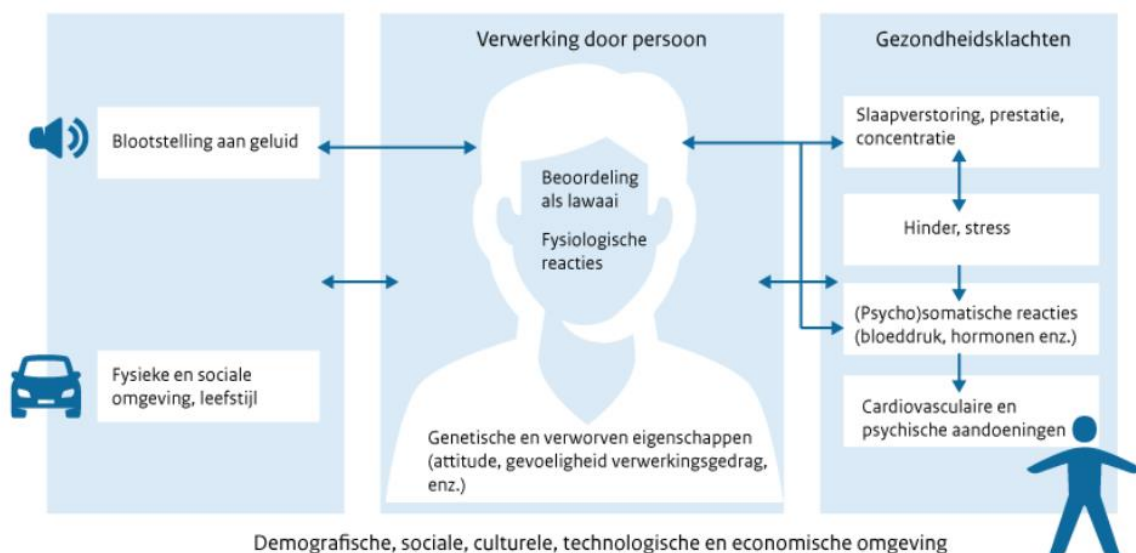 Verwerking door persoon
Gezondheidsklachten
Blootstelling aan geluid
Fysieke en sociale
omgeving, leefstijl
Beoordeling
als lawaai
Fysiologische
reacties
Genetische en verworven eigenschappen
(attitude, gevoeligheid verwerkingsgedrag,
enz.)
Slaapverstoring, prestatie,
concentratie
Hinder, stress
(Psycho)somatische reacties
(bloeddruk, hormonen enz.)
Cardiovasculaire en
psychische aandoeningen
Demografische, sociale, culturele, technologische en economische omgeving